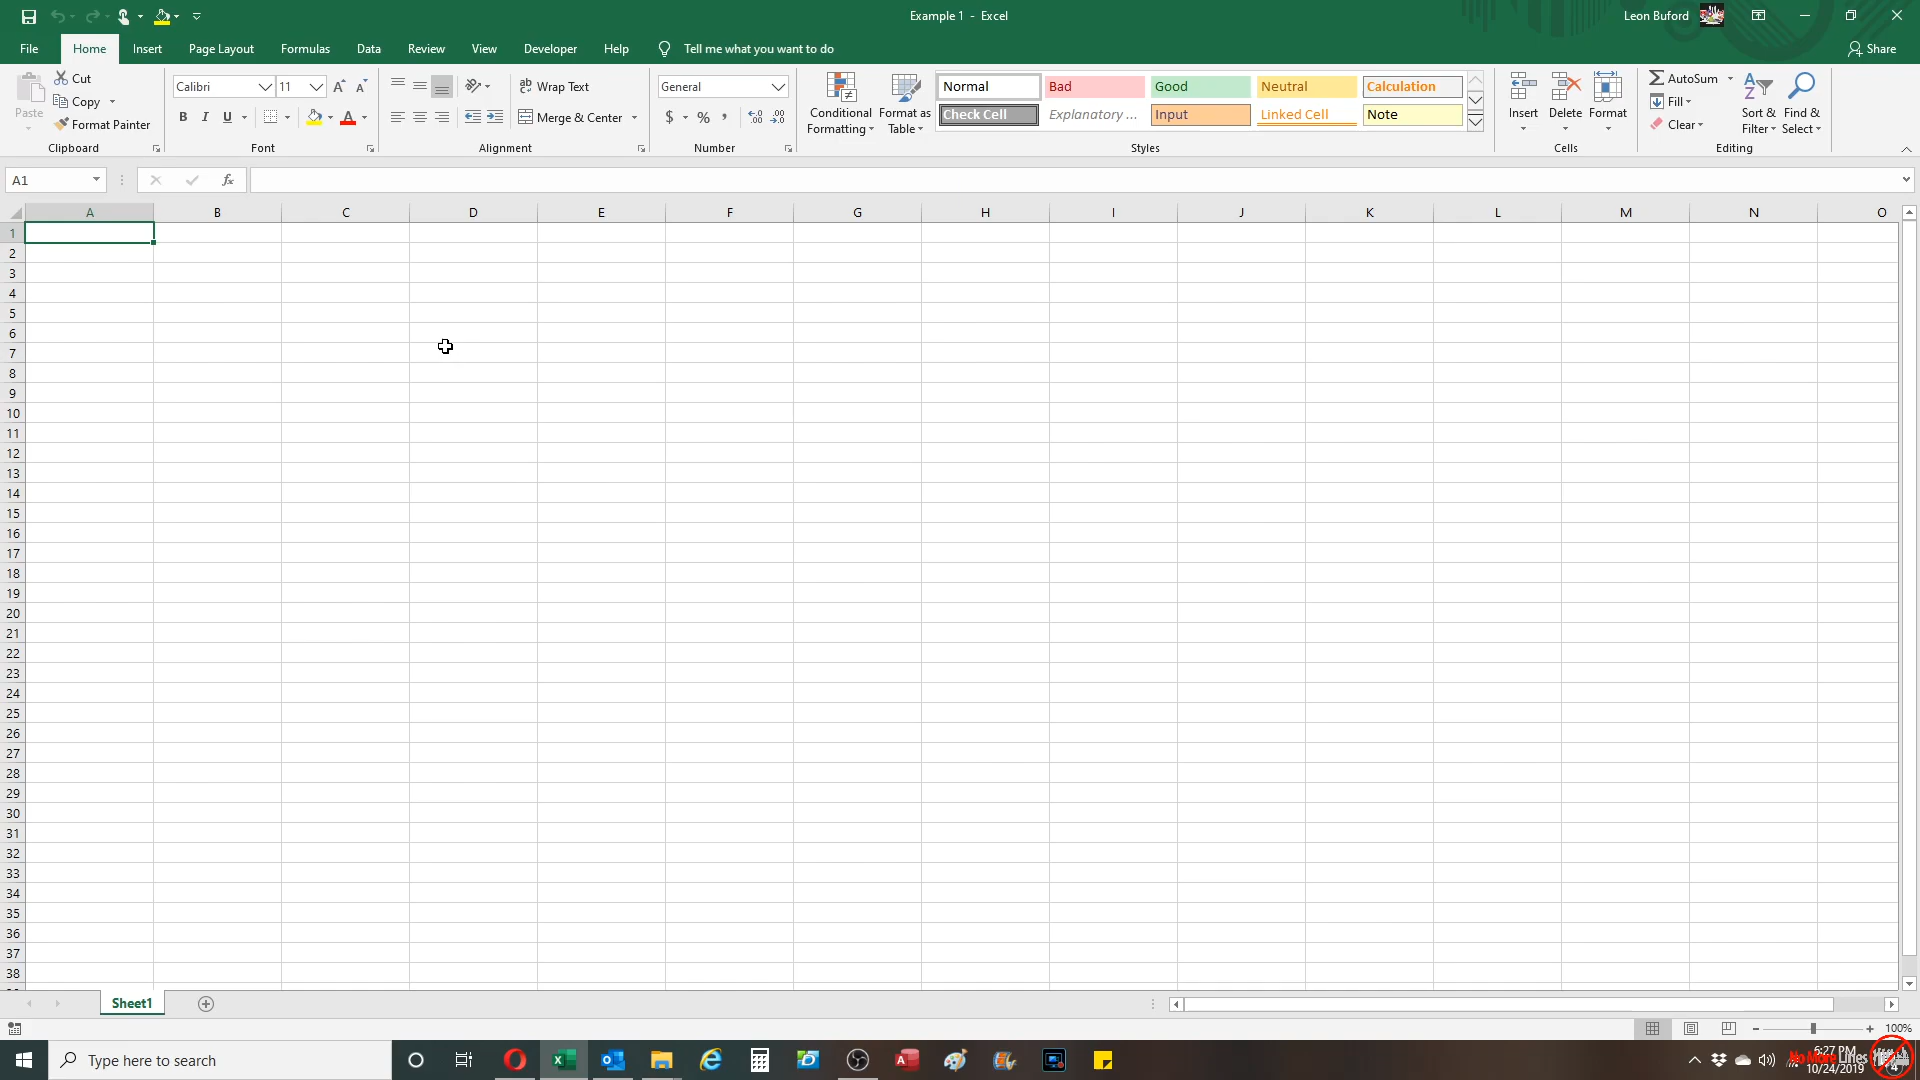 Example 1 - Excel
Leon Buford
File Home Insert Page Layout Formulas Data Review View Developer Help Tell me what you want to do Share
Paste
Cut
Copy
Format Painter
Clipboard
Calibri 11
B I U
Font
Wrap Text
Merge & Center
Alignment
General
$ % ,
Number
Conditional Formatting
Format as Table
Normal Bad Good Neutral Calculation
Check Cell Explanatory ... Input Linked Cell Note
Styles
Insert Delete Format
Cells
AutoSum
Fill
Clear
Sort & Filter
Find & Select
Editing
A1 fx
A B C D E F G H I J K L M N O
1
2
3
4
5
6
7
8
9
10
11
12
13
14
15
16
17
18
19
20
21
22
23
24
25
26
27
28
29
30
31
32
33
34
35
36
37
38
Sheet1
100%
Type here to search
6:27 PM
10/24/2019
No More Lines
4